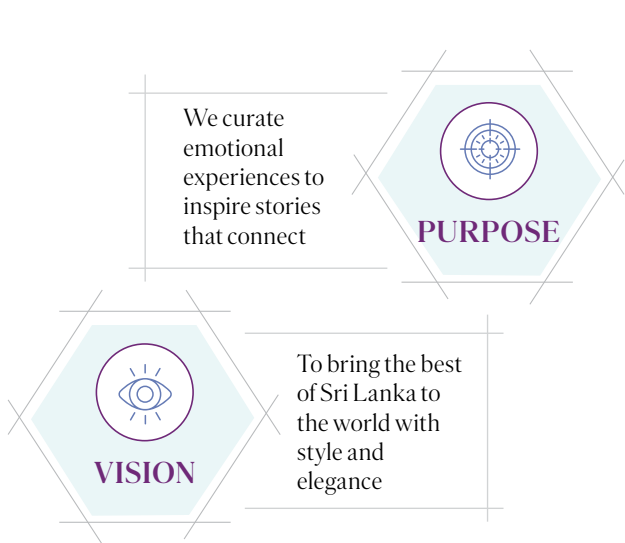 We curate
emotional
experiences to
inspire stories
that connect
PURPOSE
VISION
To bring the best
of Sri Lanka to
the world with
style and
elegance